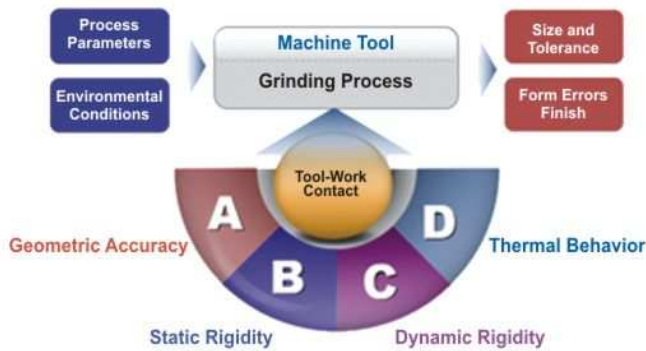 Process
Parameters
Machine Tool
Size and
Tolerance
Grinding Process
Environmental
Conditions
Form Errors
Finish
Tool-Work
Contact
A
D
Geometric Accuracy
Thermal Behavior
B
C
Static Rigidity
Dynamic Rigidity